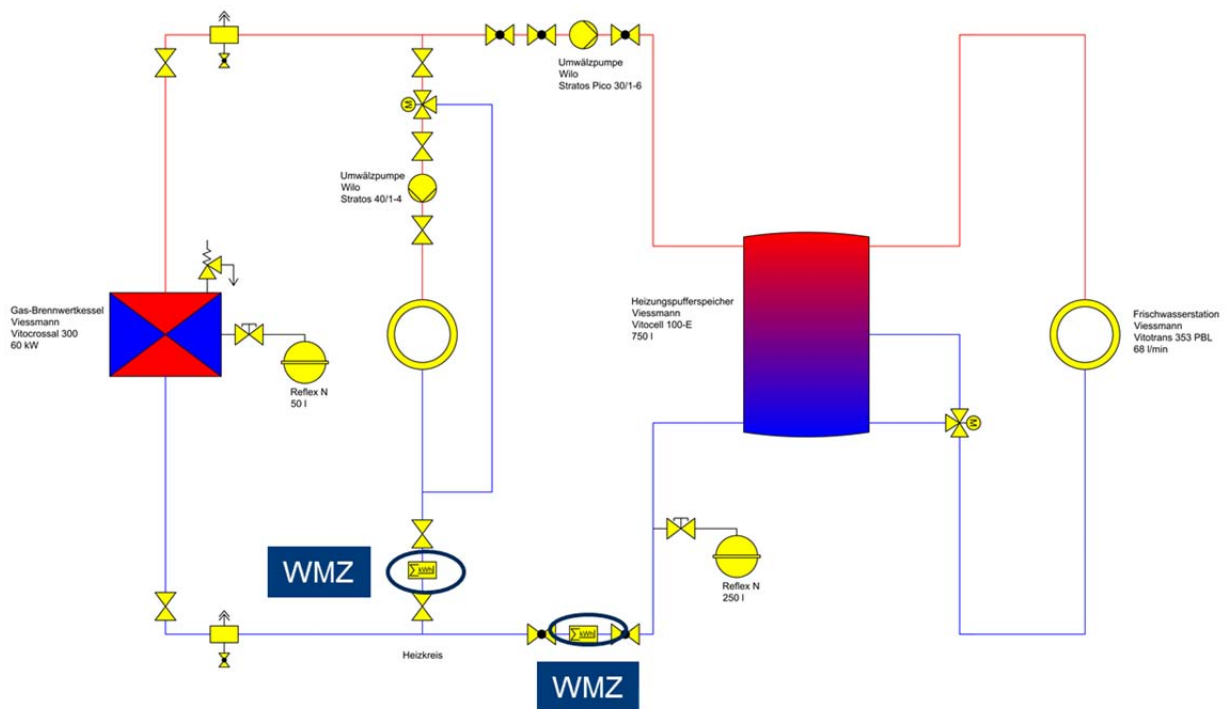 Umwälzpumpe
Wilo
Stratos Pico 30/1-6
M
Umwälzpumpe
Wilo
Stratos 40/1-4
Gas-Brennwertkessel
Viessmann
Vitocrossal 300
60 kW
Reflex N
50 l
Heizungspufferspeicher
Viessmann
Vitocell 100-E
750 l
Frischwasserstation
Viessmann
Vitotrans 353 PBL
68 l/min
M
Reflex N
250 l
WMZ
∑ kWh
Heizkreis
∑ kWh
WMZ